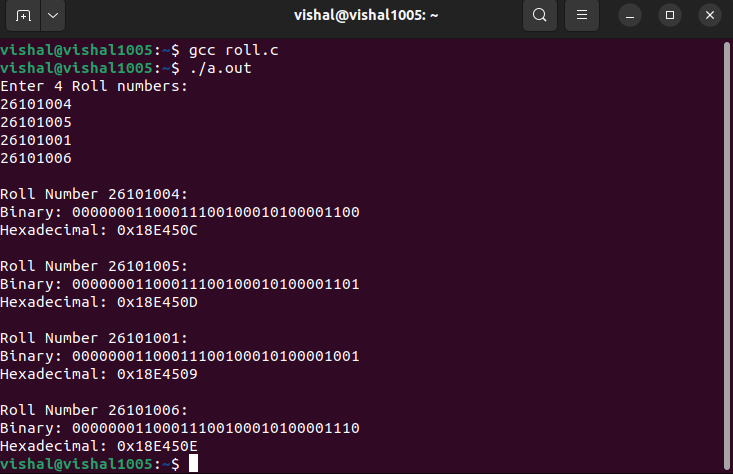 vishal@vishal1005: ~
vishal@vishal1005:~$ gcc roll.c
vishal@vishal1005:~$ ./a.out
Enter 4 Roll numbers:
26101004
26101005
26101001
26101006
Roll Number 26101004:
Binary: 00000001100011100100010100001100
Hexadecimal: 0x18E450C
Roll Number 26101005:
Binary: 00000001100011100100010100001101
Hexadecimal: 0x18E450D
Roll Number 26101001:
Binary: 00000001100011100100010100001001
Hexadecimal: 0x18E4509
Roll Number 26101006:
Binary: 00000001100011100100010100001110
Hexadecimal: 0x18E450E
vishal@vishal1005:~$